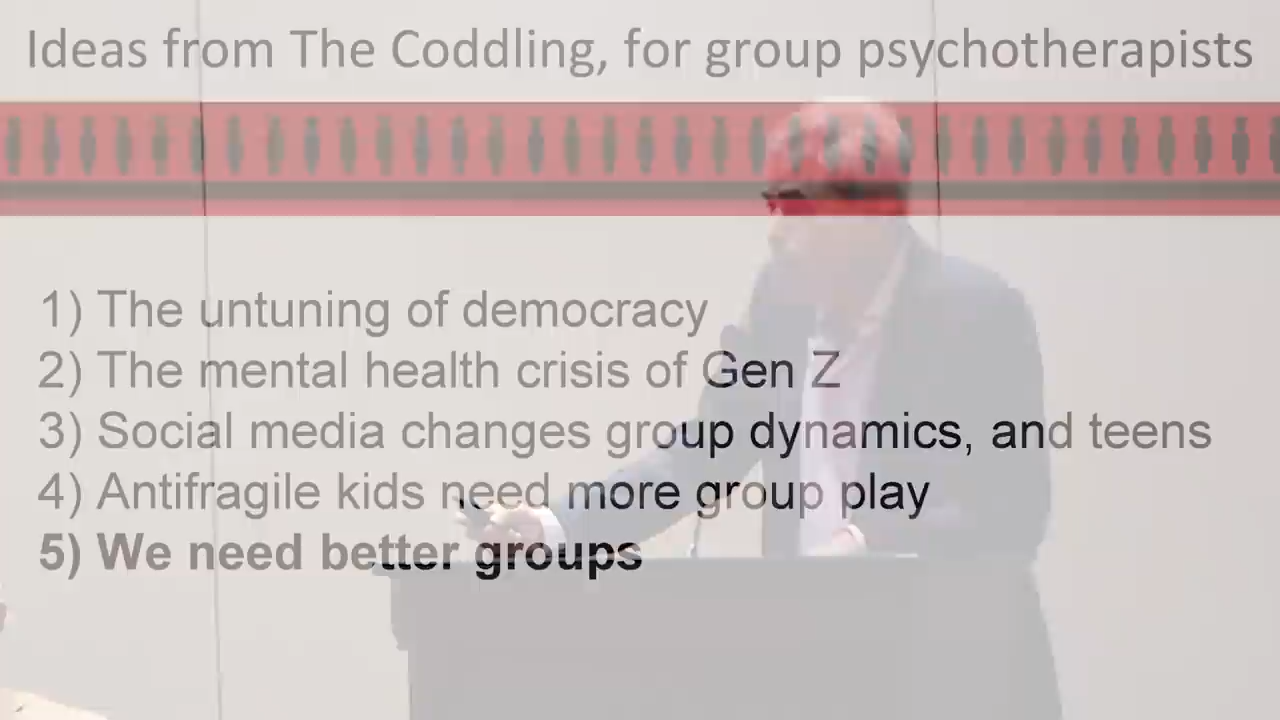 Ideas from The Coddling, for group psychotherapists
1) The untuning of democracy
2) The mental health crisis of Gen Z
3) Social media changes group dynamics, and teens
4) Antifragile kids need more group play
5) We need better groups